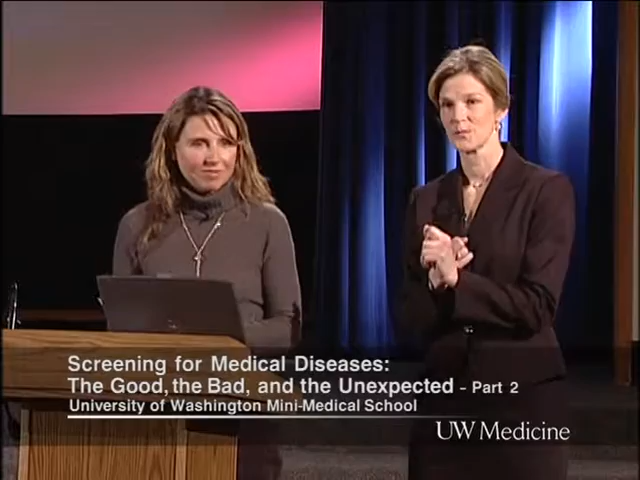 Screening for Medical Diseases:
The Good, the Bad, and the Unexpected - Part 2
University of Washington Mini-Medical School
UW Medicine